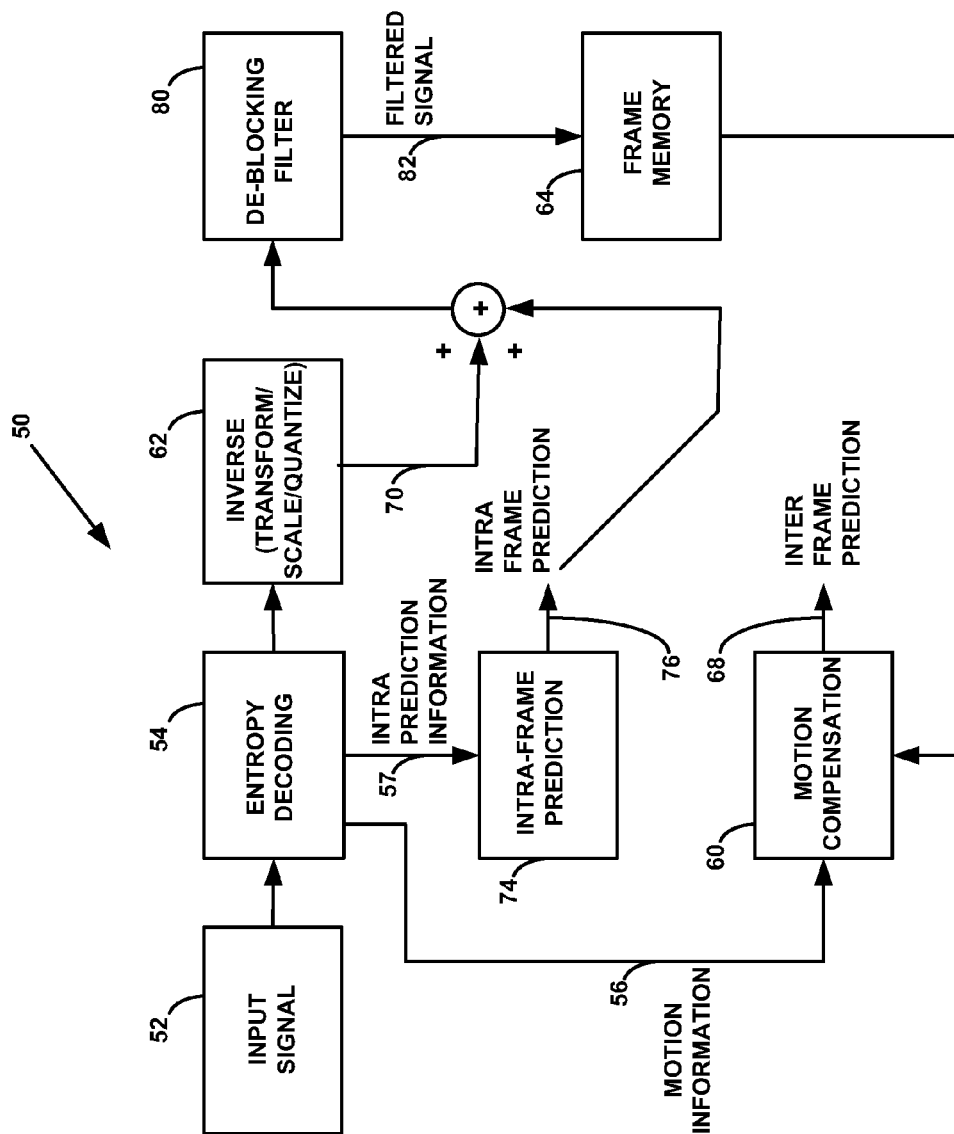 50
52
INPUT
SIGNAL
54
ENTROPY
DECODING
62
INVERSE
(TRANSFORM/
SCALE/QUANTIZE)
80
DE-BLOCKING
FILTER
57
INTRA
PREDICTION
INFORMATION
70
+
+
+
82
FILTERED
SIGNAL
74
INTRA-FRAME
PREDICTION
76
INTRA
FRAME
PREDICTION
64
FRAME
MEMORY
56
MOTION
INFORMATION
60
MOTION
COMPENSATION
68
INTER
FRAME
PREDICTION